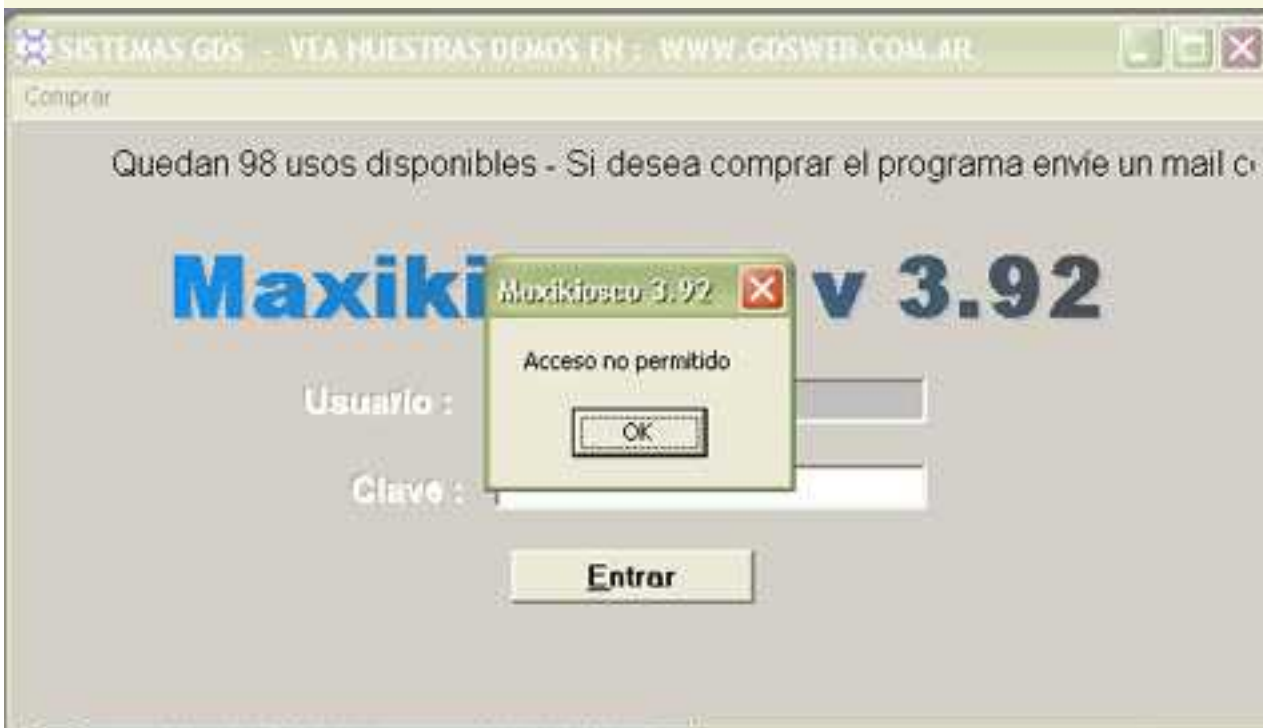 SISTEMAS GDS - VEA NUESTRAS DEMOS EN : WWW.GDSWEB.COM.AR
Comprar
Quedan 98 usos disponibles - Si desea comprar el programa envíe un mail
Maxiki v 3.92
Maxikiosco 3.92
Acceso no permitido
OK
Usuario :
Clave :
Entrar